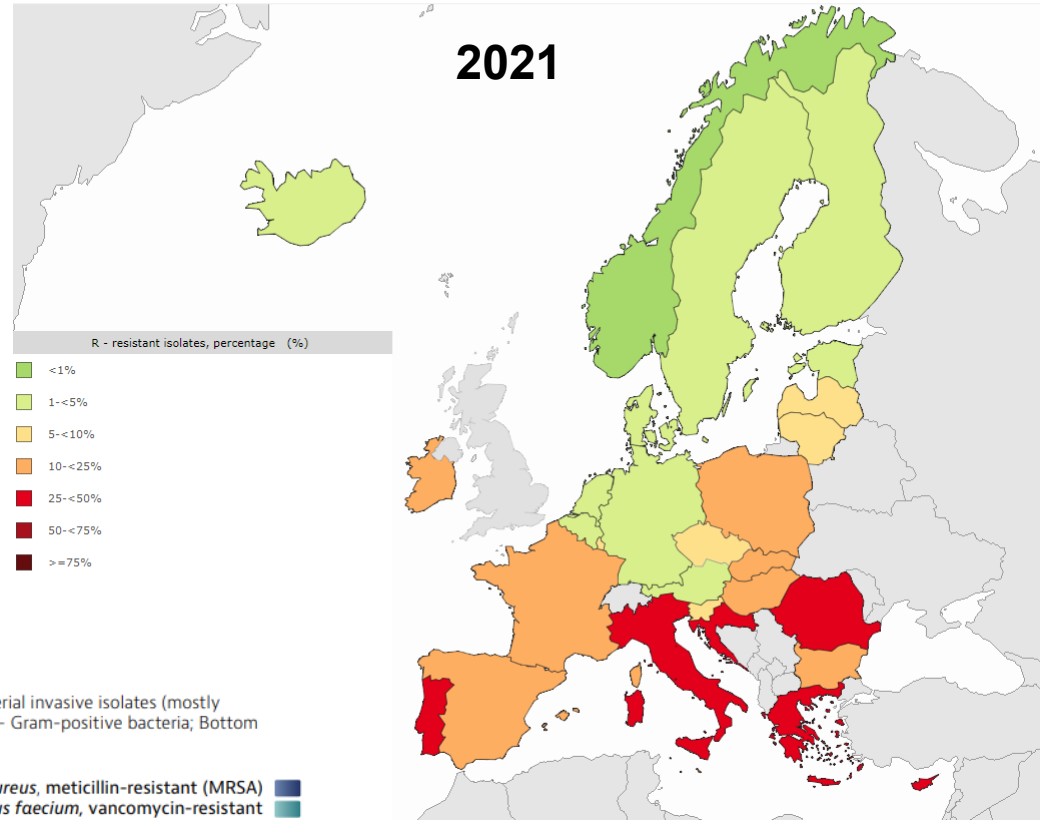 2021
R - resistant isolates, percentage (%)
<1%
1-<5%
5-<10%
10-<25%
25-<50%
50-<75%
>=75%
erial invasive isolates (mostly
- Gram-positive bacteria; Bottom
ureus, meticillin-resistant (MRSA)
us faecium, vancomycin-resistant